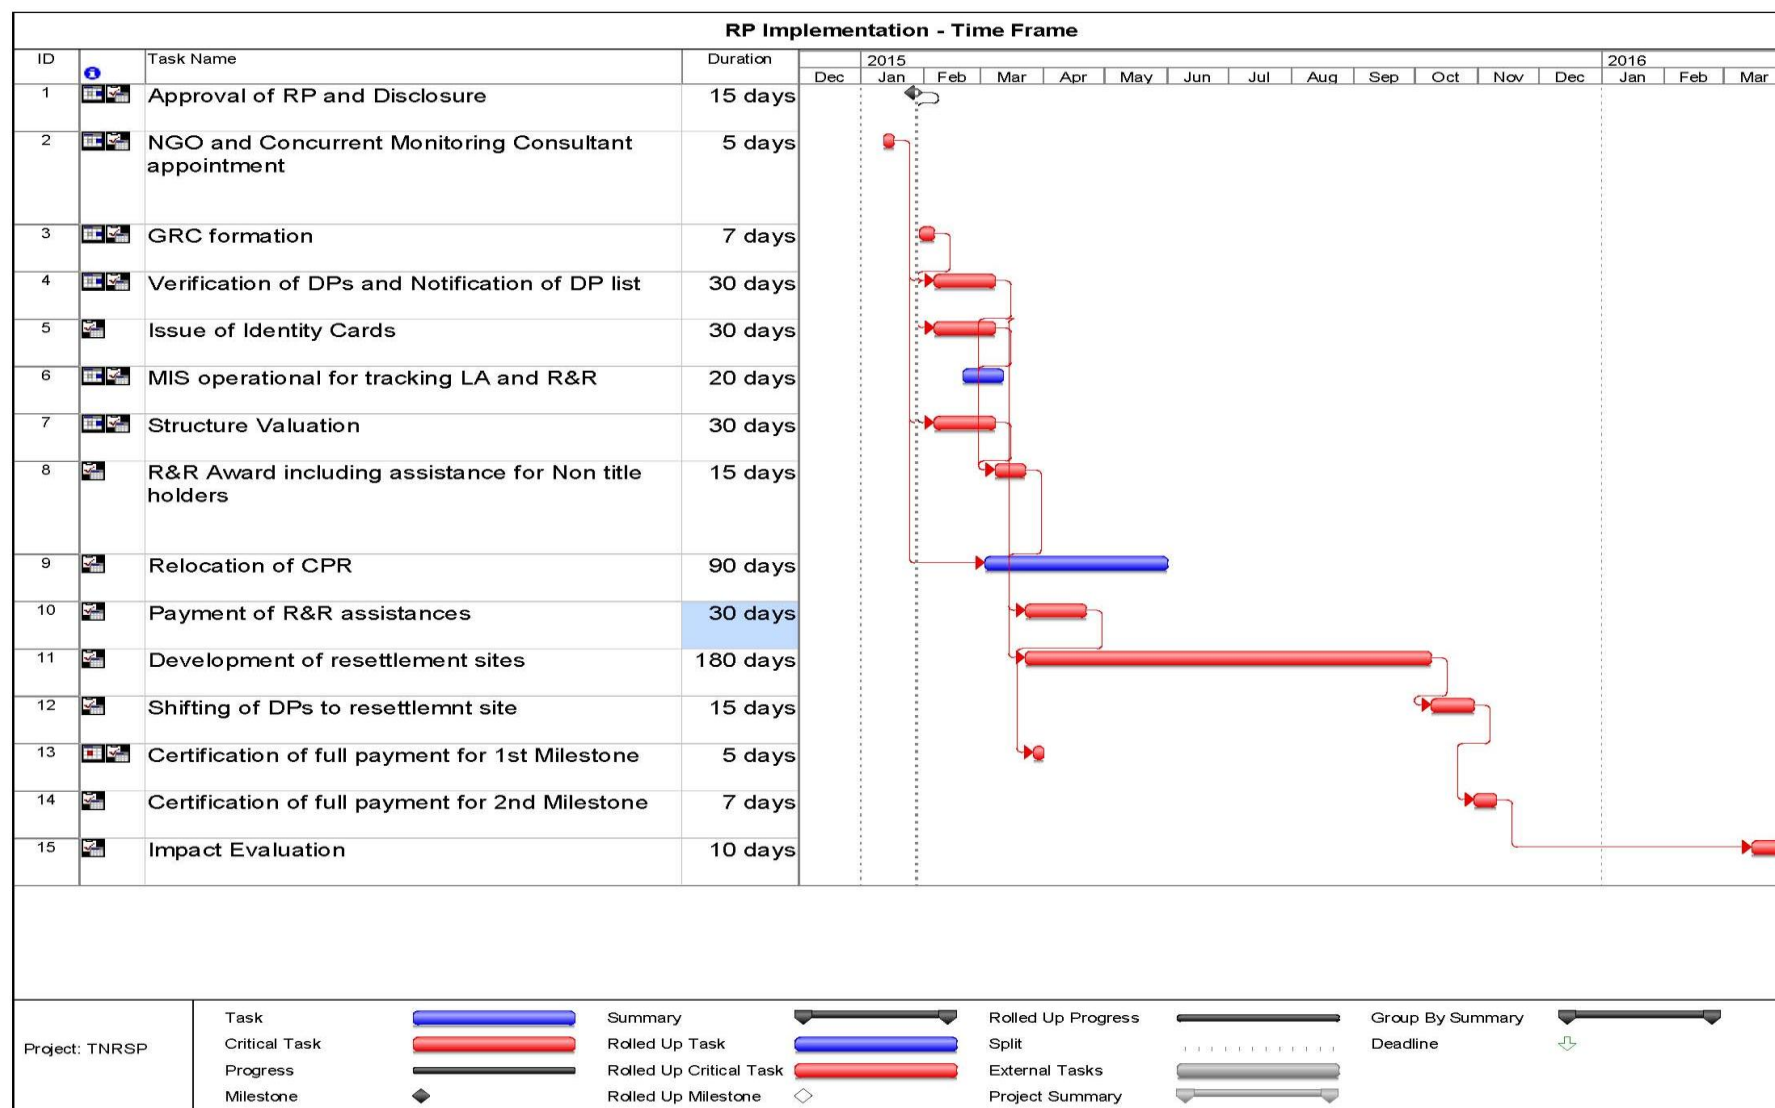 RP Implementation - Time Frame
ID Task Name Duration 2015 2016
Dec Jan Feb Mar Apr May Jun Jul Aug Sep Oct Nov Dec Jan Feb Mar
1 Approval of RP and Disclosure 15 days
2 NGO and Concurrent Monitoring Consultant 5 days
appointment
3 GRC formation 7 days
4 Verification of DPs and Notification of DP list 30 days
5 Issue of Identity Cards 30 days
6 MIS operational for tracking LA and R&R 20 days
7 Structure Valuation 30 days
8 R&R Award including assistance for Non title 15 days
holders
9 Relocation of CPR 90 days
10 Payment of R&R assistances 30 days
11 Development of resettlement sites 180 days
12 Shifting of DPs to resettlemnt site 15 days
13 Certification of full payment for 1st Milestone 5 days
14 Certification of full payment for 2nd Milestone 7 days
15 Impact Evaluation 10 days
Project: TNRSP
Task Summary Rolled Up Progress Group By Summary
Critical Task Rolled Up Task Split Deadline
Progress Rolled Up Critical Task External Tasks
Milestone Rolled Up Milestone Project Summary